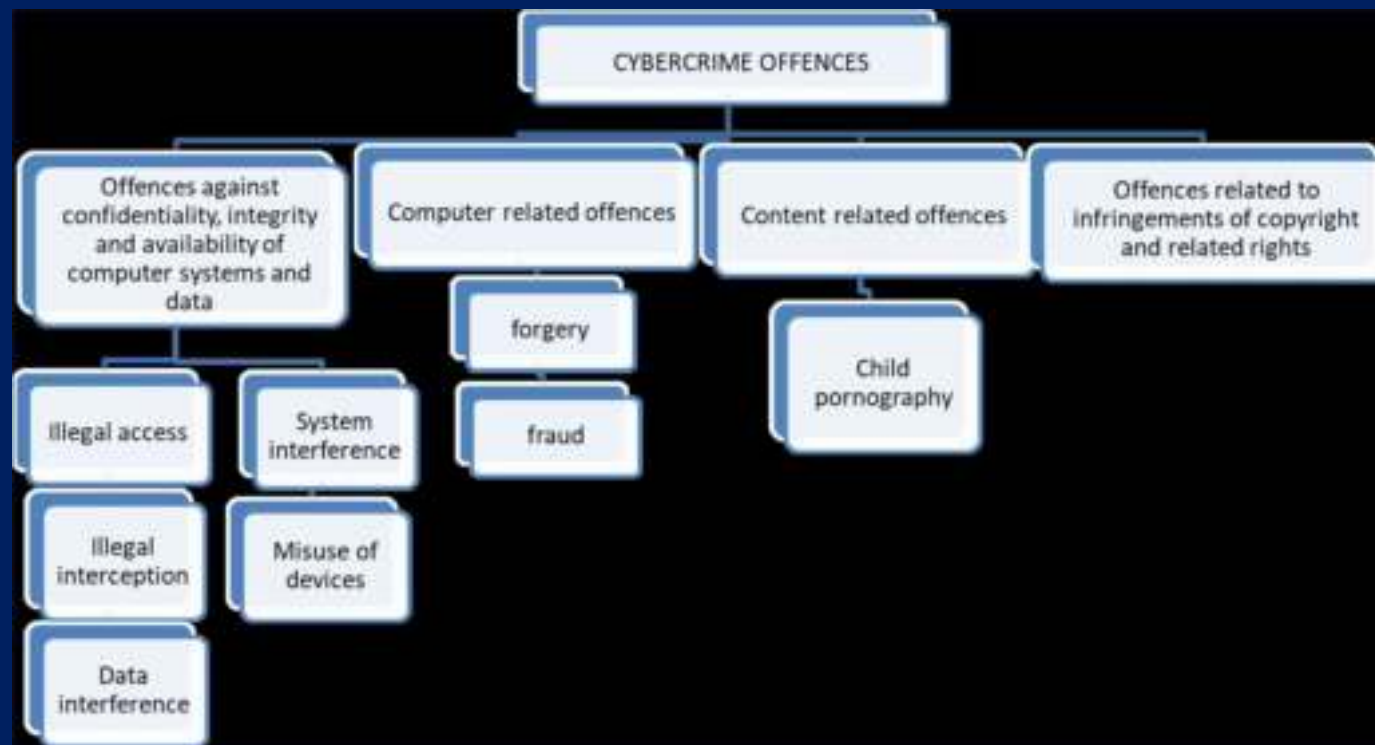 CYBERCRIME OFFENCES
Offences against
confidentiality, integrity
and availability of
computer systems and
data
Computer related offences
Content related offences
Offences related to
infringements of copyright
and related rights
Illegal access
Illegal
interception
Data
interference
System
interference
Misuse of
devices
forgery
fraud
Child
pornography